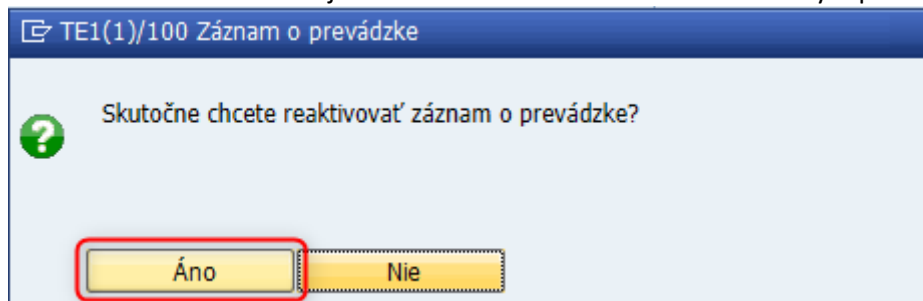 TE1(1)/100 Záznam o prevádzke
Skutočne chcete reaktivovať záznam o prevádzke?
Áno
Nie